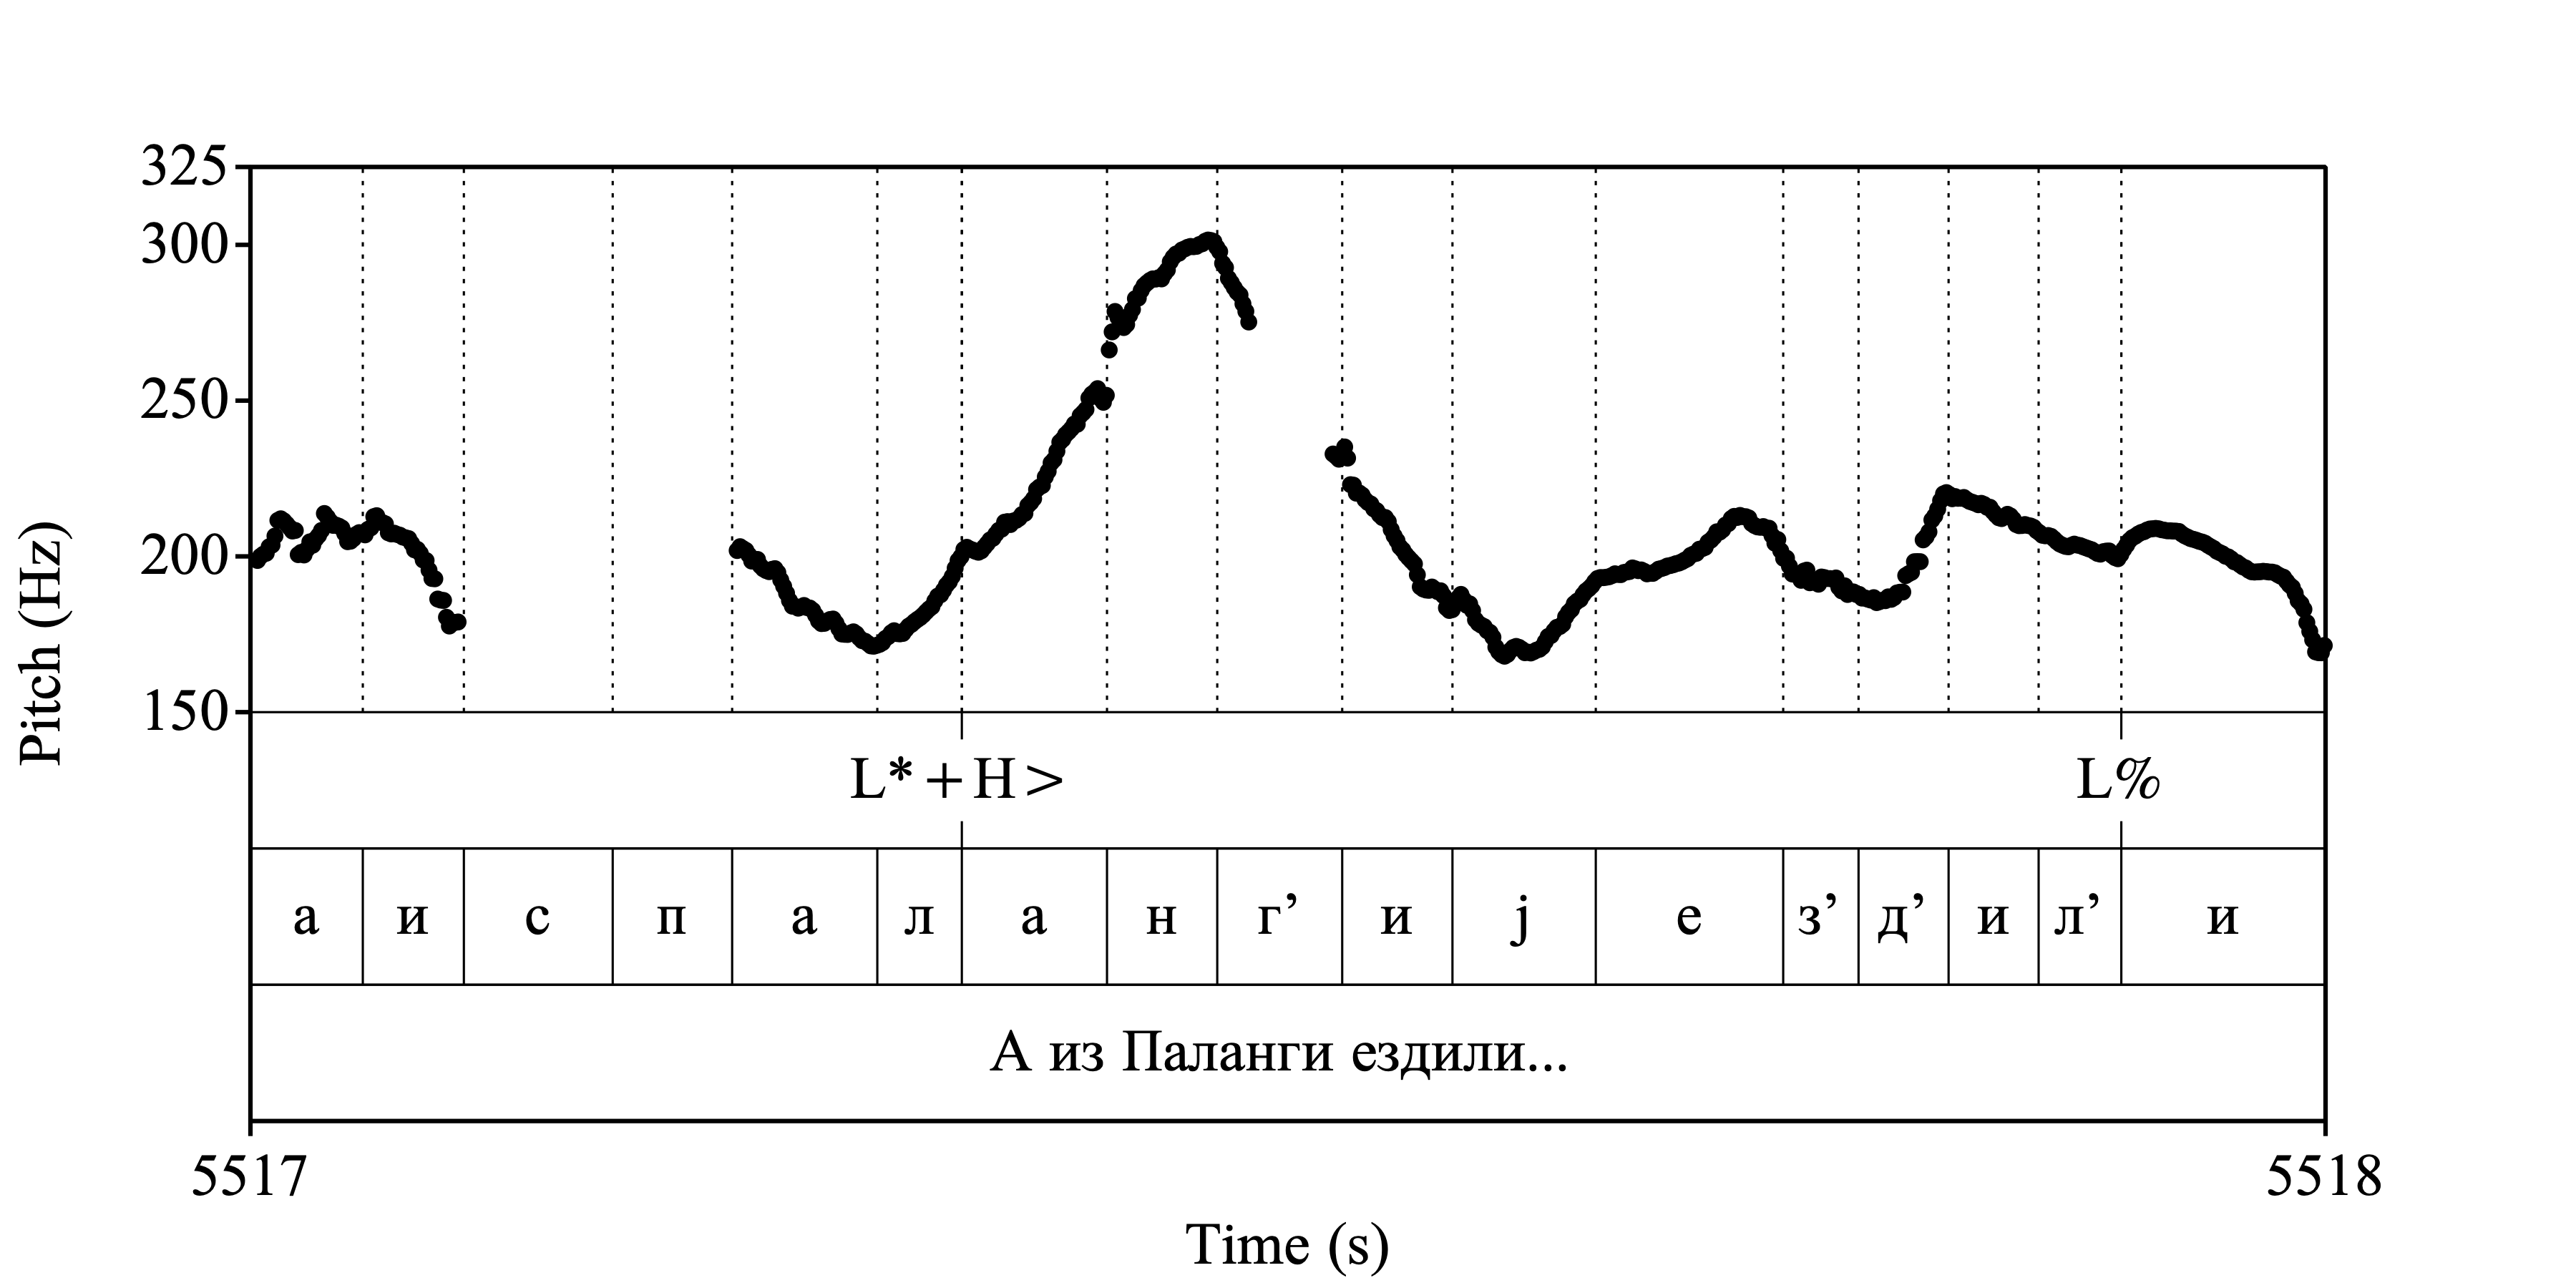 325
300
250
200
150
Pitch (Hz)
L*+H> L%
а и с п а л а н г’ и j е з’ д’ и л’ и
А из Паланги ездили...
5517 5518
Time (s)